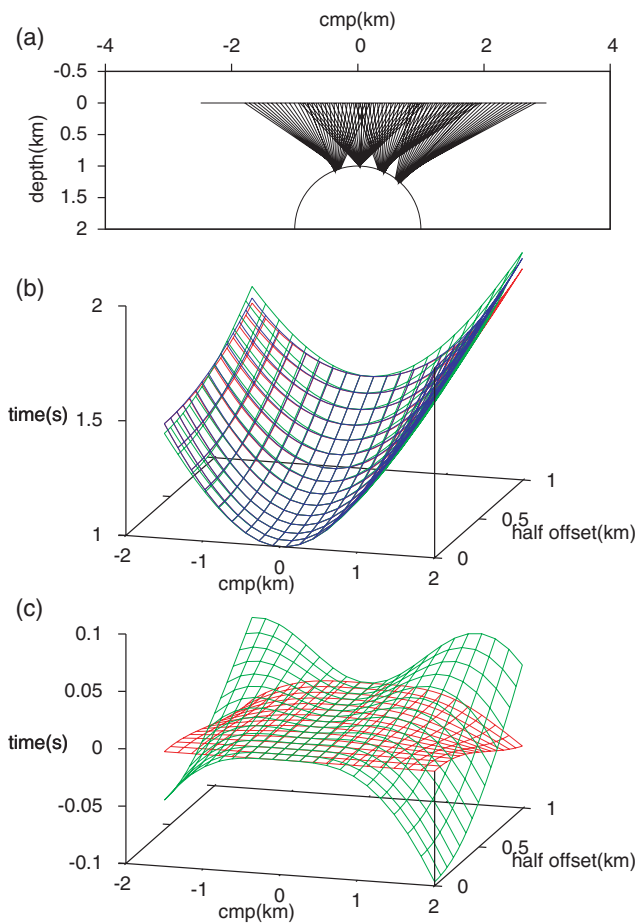 (a)
cmp(km)
-4 -2 0 2 4
-0.5
0
0.5
1
1.5
2
depth(km)
(b)
2
1.5
1
time(s)
-2 -1 0 1 2
cmp(km)
0 0.5 1
half offset(km)
(c)
0.1
0.05
0
-0.05
-0.1
time(s)
-2 -1 0 1 2
cmp(km)
0 0.5 1
half offset(km)